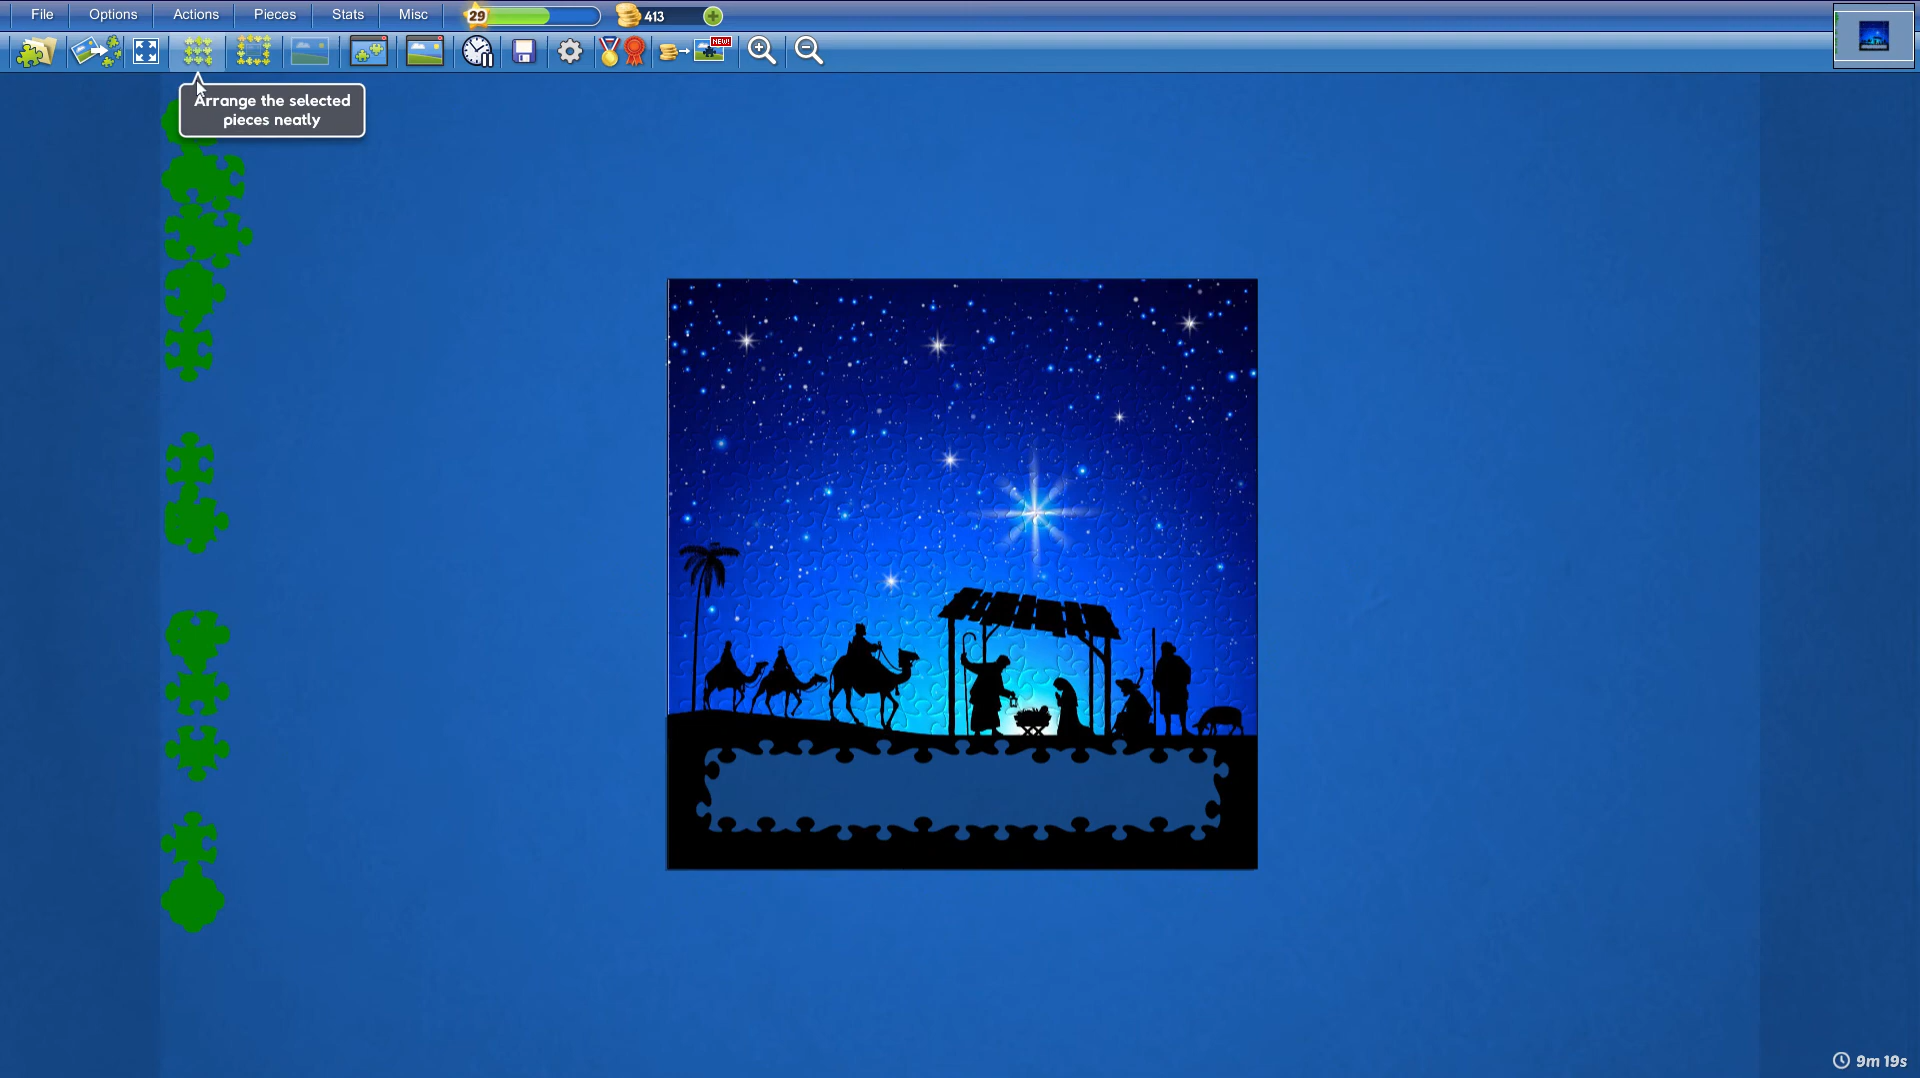 File Options Actions Pieces Stats Misc 29 413
NEW!
Arrange the selected
pieces neatly
9m 19s